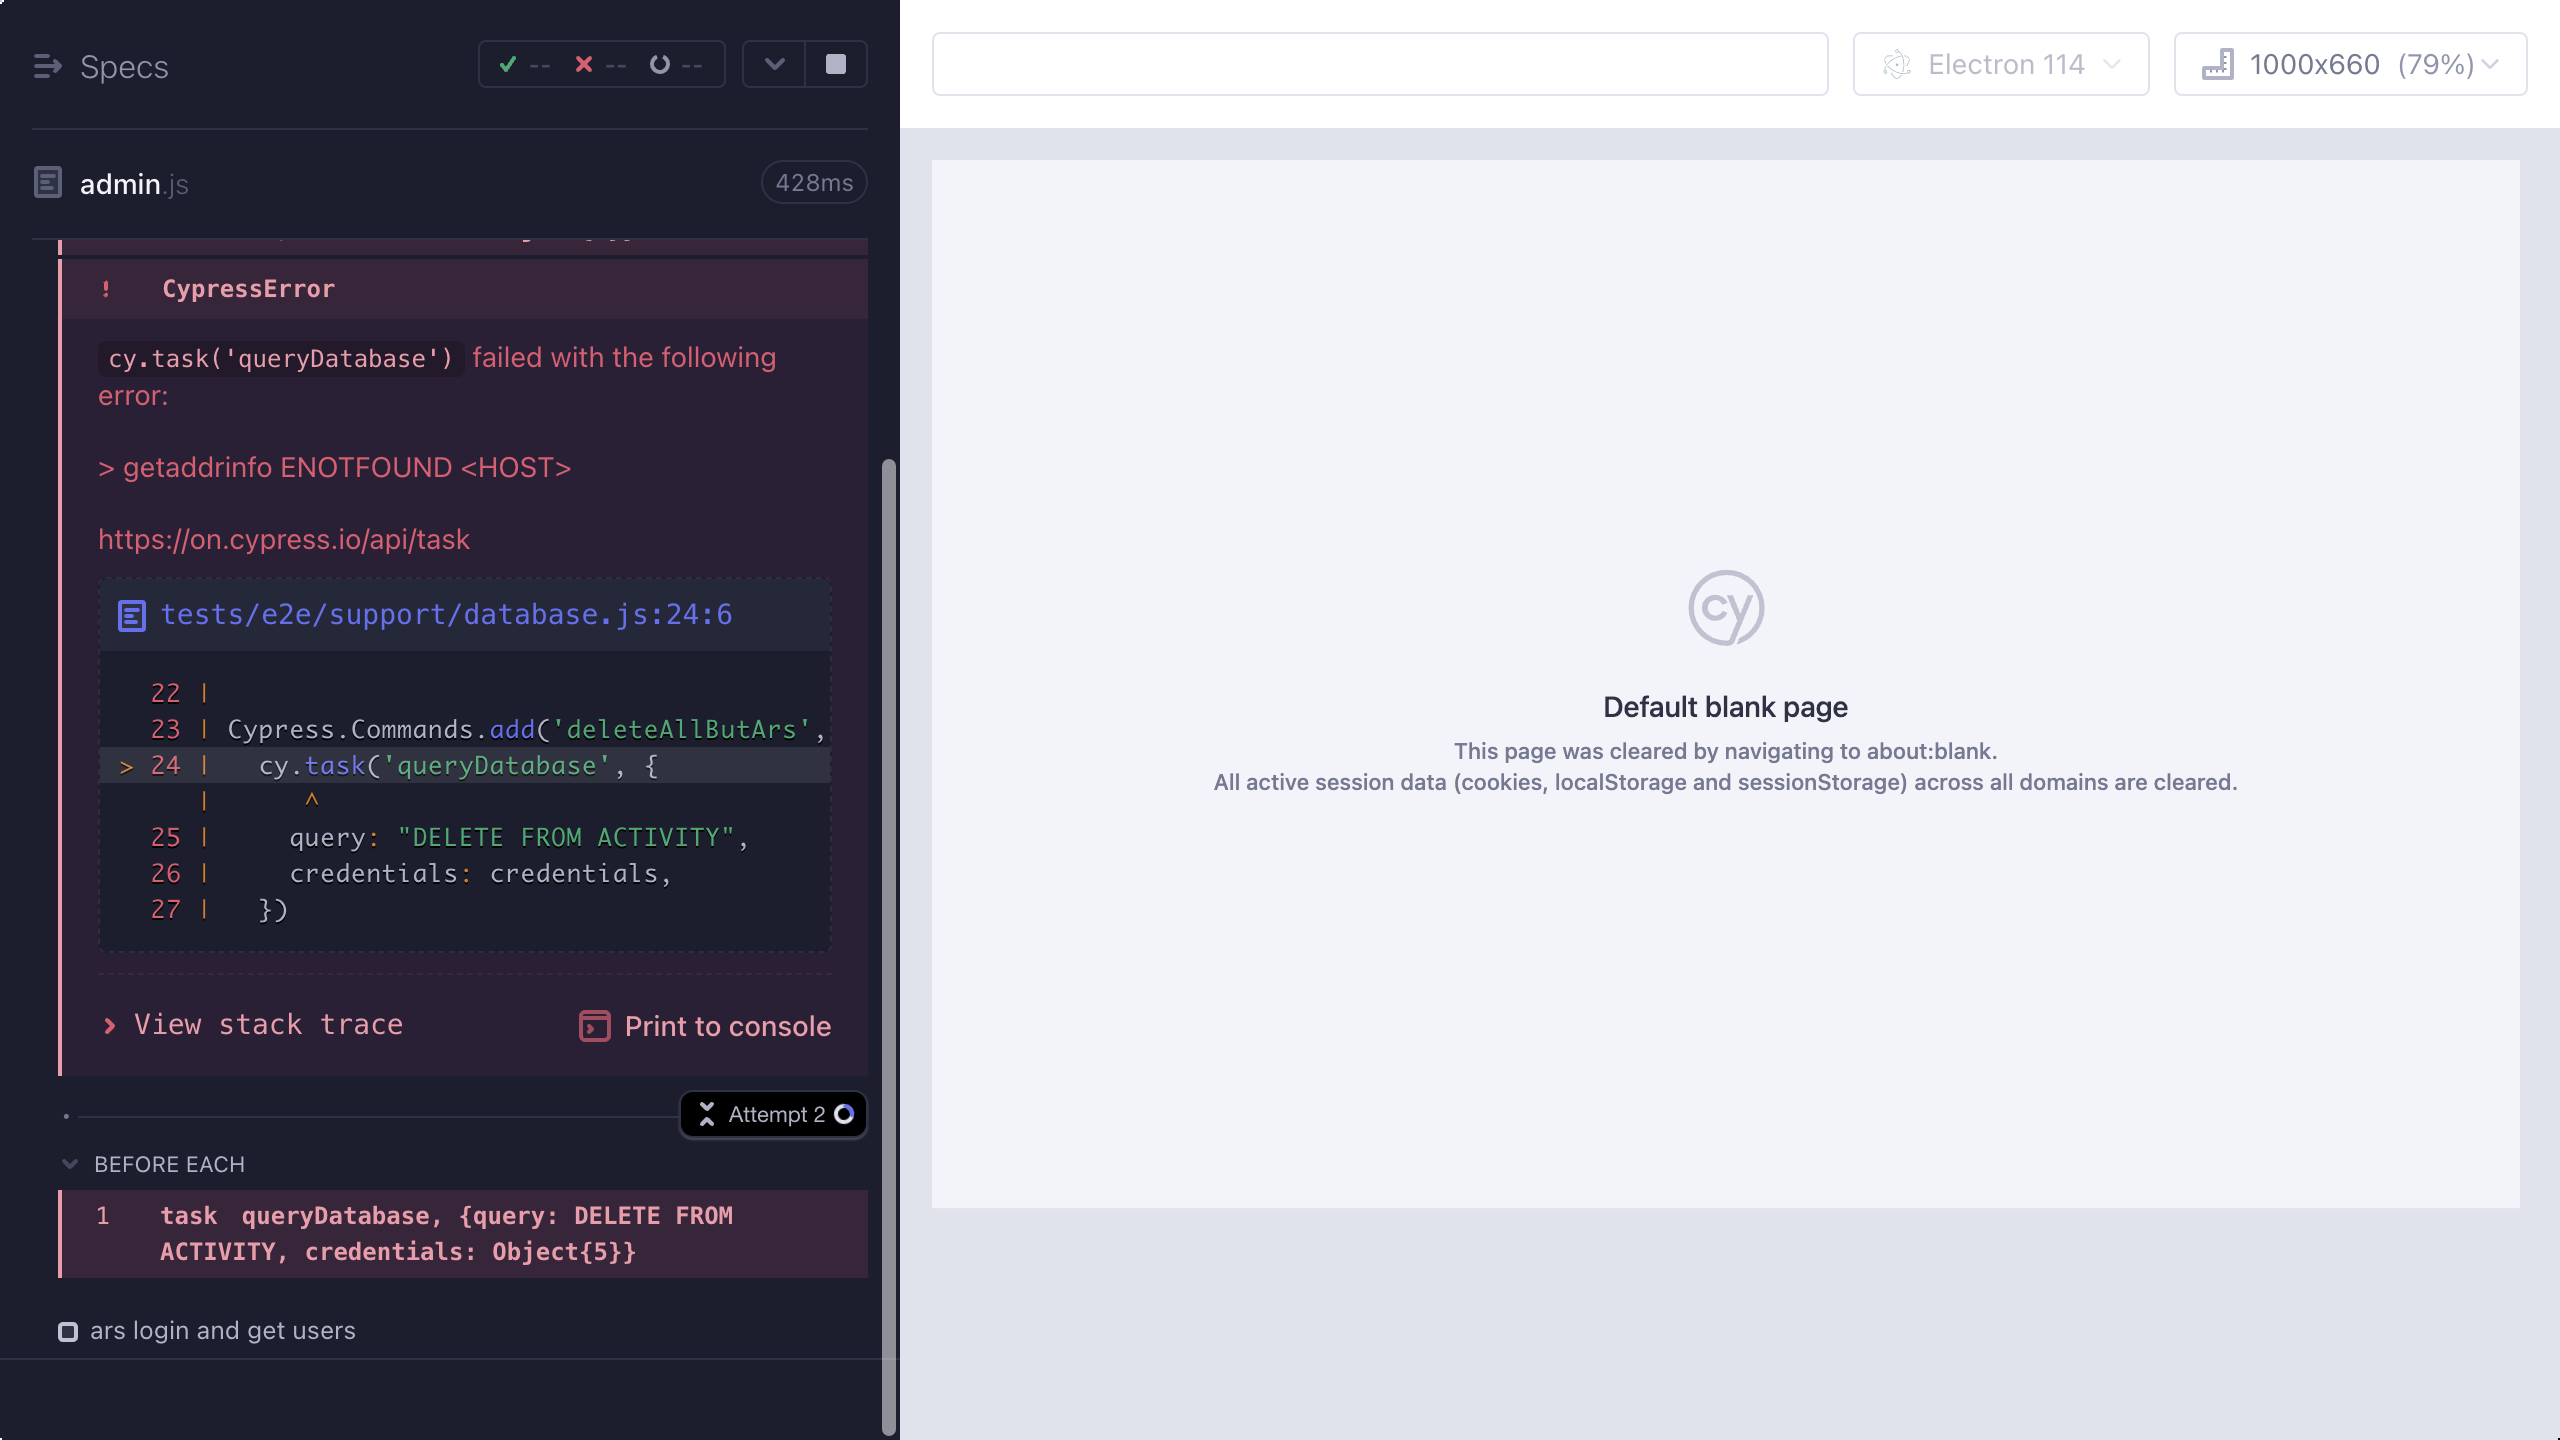 Specs
-- -- --
Electron 114
1000x660 (79%)
admin.js
428ms
! CypressError
cy.task('queryDatabase') failed with the following
error:
> getaddrinfo ENOTFOUND <HOST>
https://on.cypress.io/api/task
tests/e2e/support/database.js:24:6
22 |
23 | Cypress.Commands.add('deleteAllButArs',
> 24 |   cy.task('queryDatabase', {
|      ^
25 |     query: "DELETE FROM ACTIVITY",
26 |     credentials: credentials,
27 |   })
View stack trace
Print to console
Attempt 2
BEFORE EACH
1 task queryDatabase, {query: DELETE FROM
ACTIVITY, credentials: Object{5}}
ars login and get users
cy
Default blank page
This page was cleared by navigating to about:blank.
All active session data (cookies, localStorage and sessionStorage) across all domains are cleared.